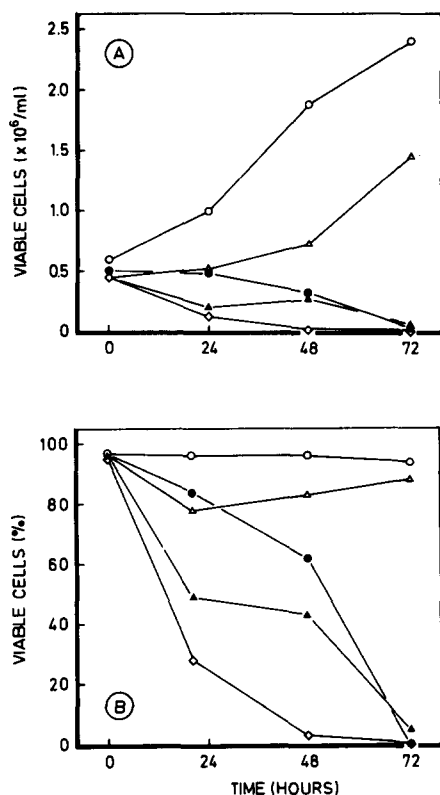 A
VIABLE CELLS (x 10⁶/ml)
2.5
2.0
1.5
1.0
0.5
0
0 24 48 72
B
VIABLE CELLS (%)
100
80
60
40
20
0
0 24 48 72
TIME (HOURS)